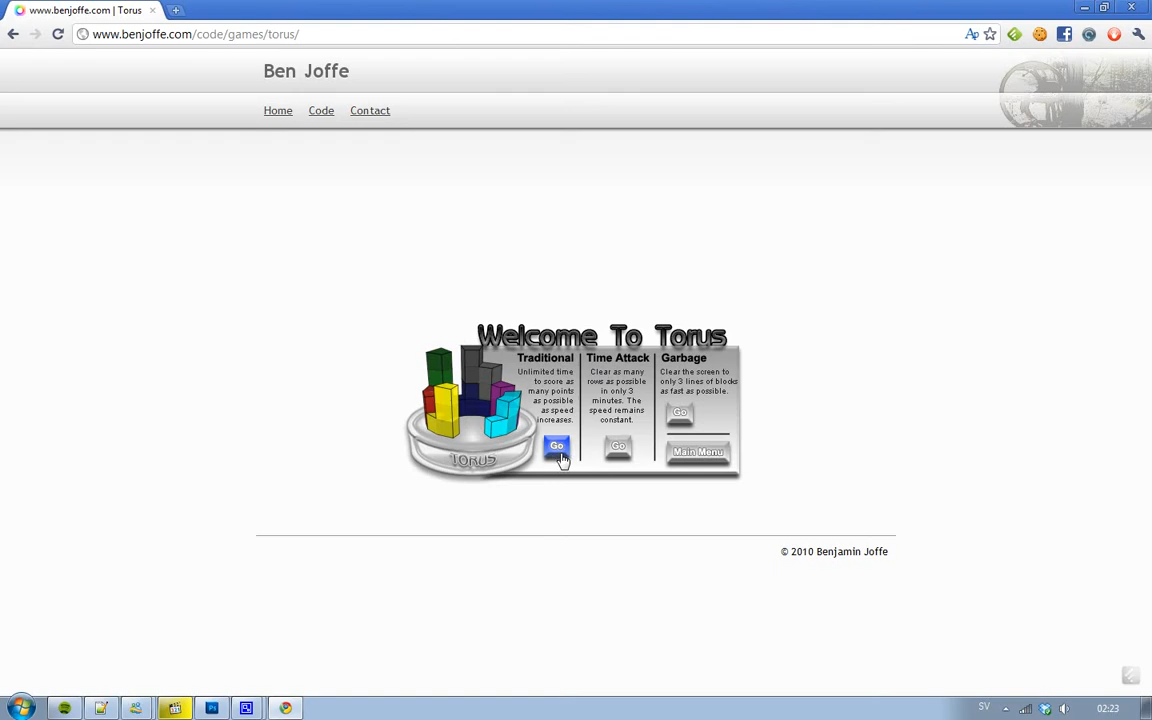 www.benjoffe.com | Torus
www.benjoffe.com/code/games/torus/
Ben Joffe
Home Code Contact
Welcome To Torus
Traditional
Unlimited time
to score as
many points
as possible
as speed
increases.
Go
Time Attack
Clear as many
rows as possible
in only 3
minutes. The
speed remains
constant.
Go
Garbage
Clear the screen to
only 3 lines of blocks
as fast as possible.
Go
Main Menu
TORUS
© 2010 Benjamin Joffe
SV
02:23